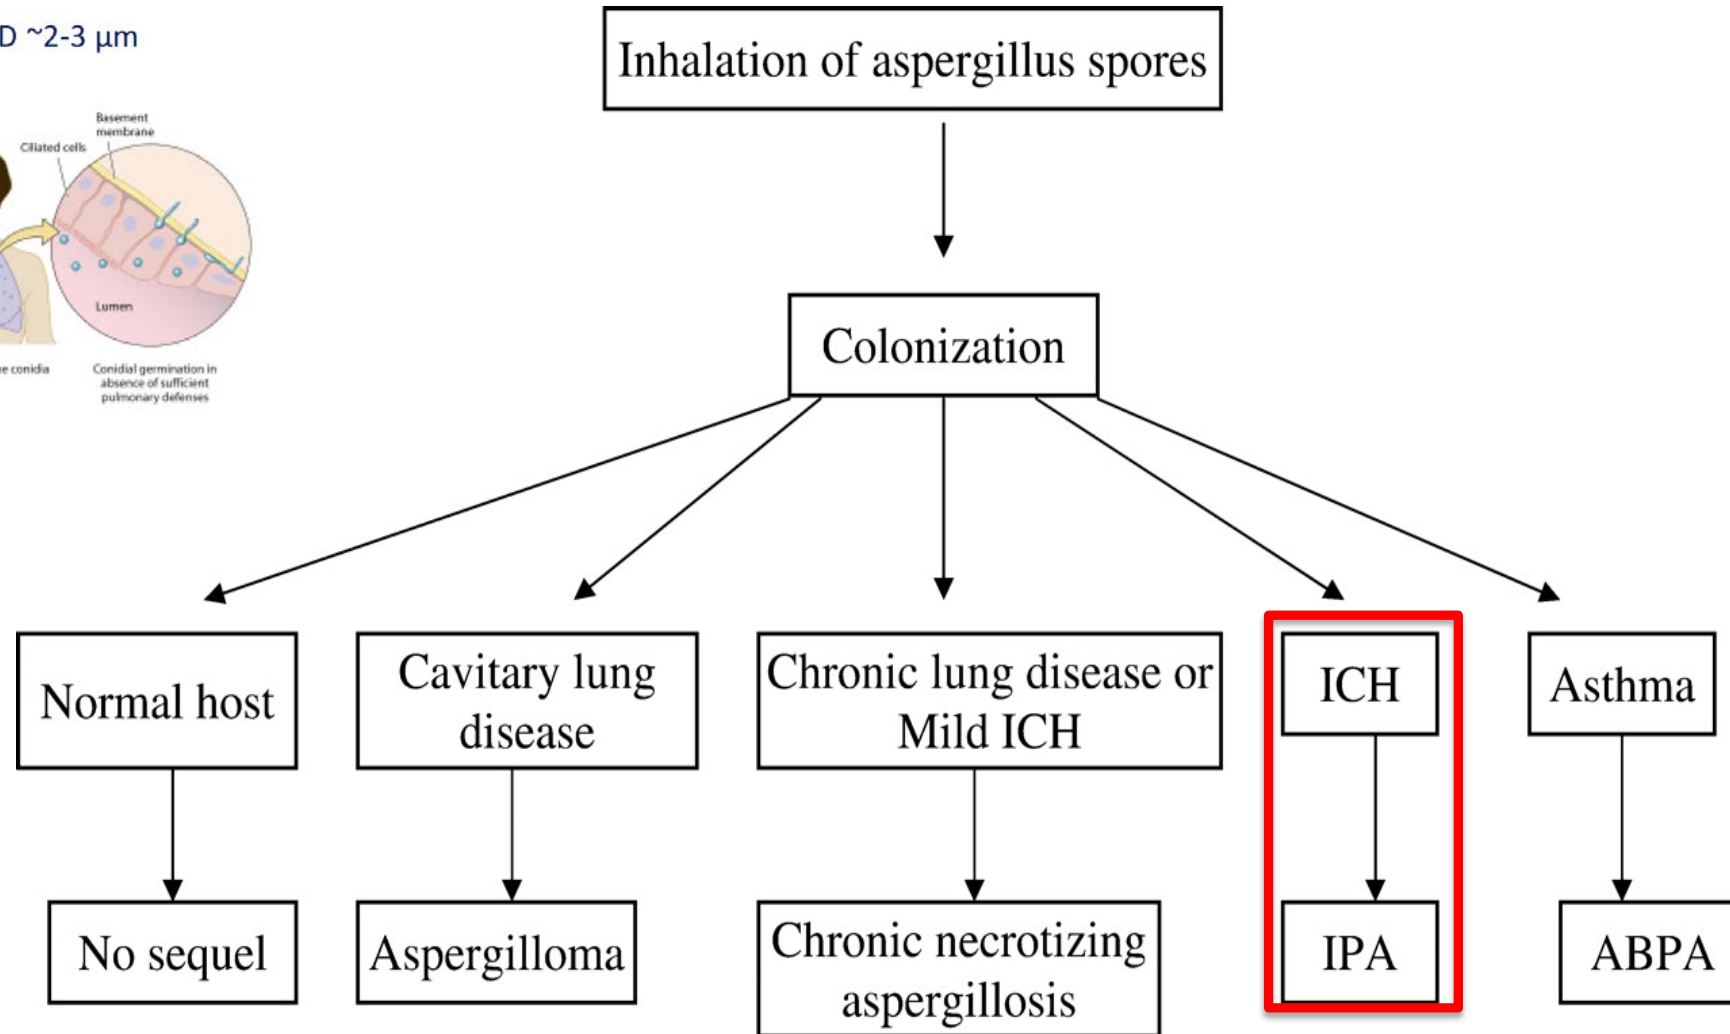 D ~2-3 µm
Inhalation of aspergillus spores
Basement
membrane
Ciliated cells
Lumen
e conidia
Conidial germination in
absence of sufficient
pulmonary defenses
Colonization
Normal host
Cavitary lung
disease
Chronic lung disease or
Mild ICH
ICH
Asthma
No sequel
Aspergilloma
Chronic necrotizing
aspergillosis
IPA
ABPA